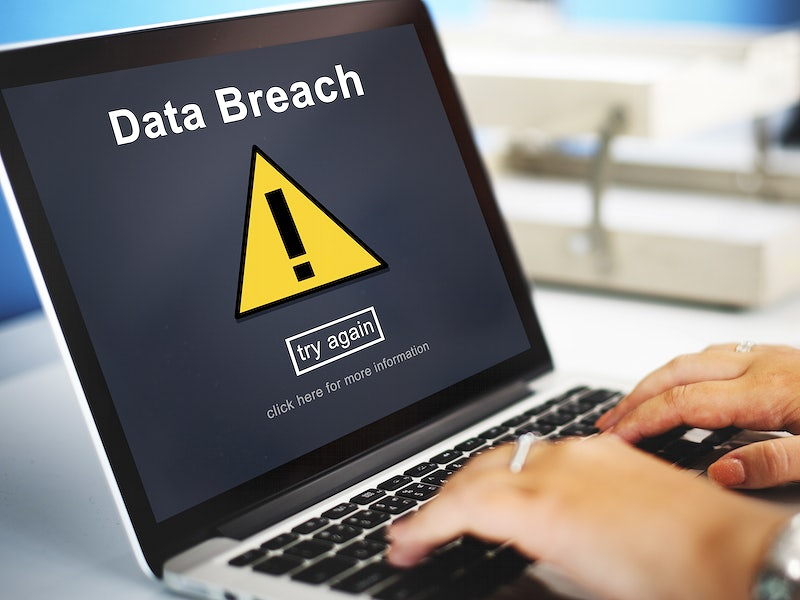 Data Breach
!
try again
click here for more information